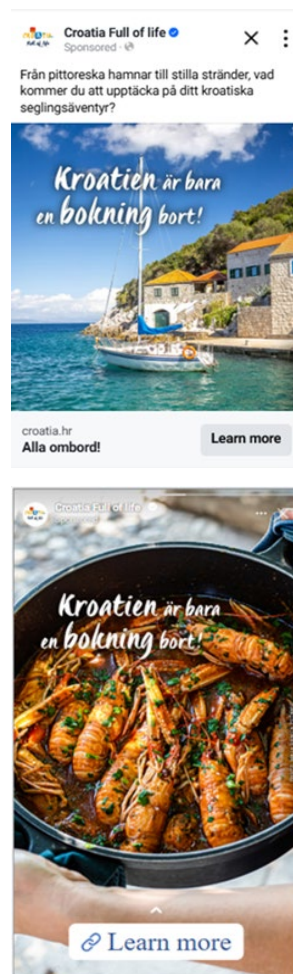 Croatia Full of life
Sponsored ·
Från pittoreska hamnar till stilla stränder, vad
kommer du att upptäcka på ditt kroatiska
seglingsäventyr?
Kroatien är bara
en bokning bort!
croatia.hr
Alla ombord!
Learn more
Croatia Full of life
Sponsored
Kroatien är bara
en bokning bort!
Learn more